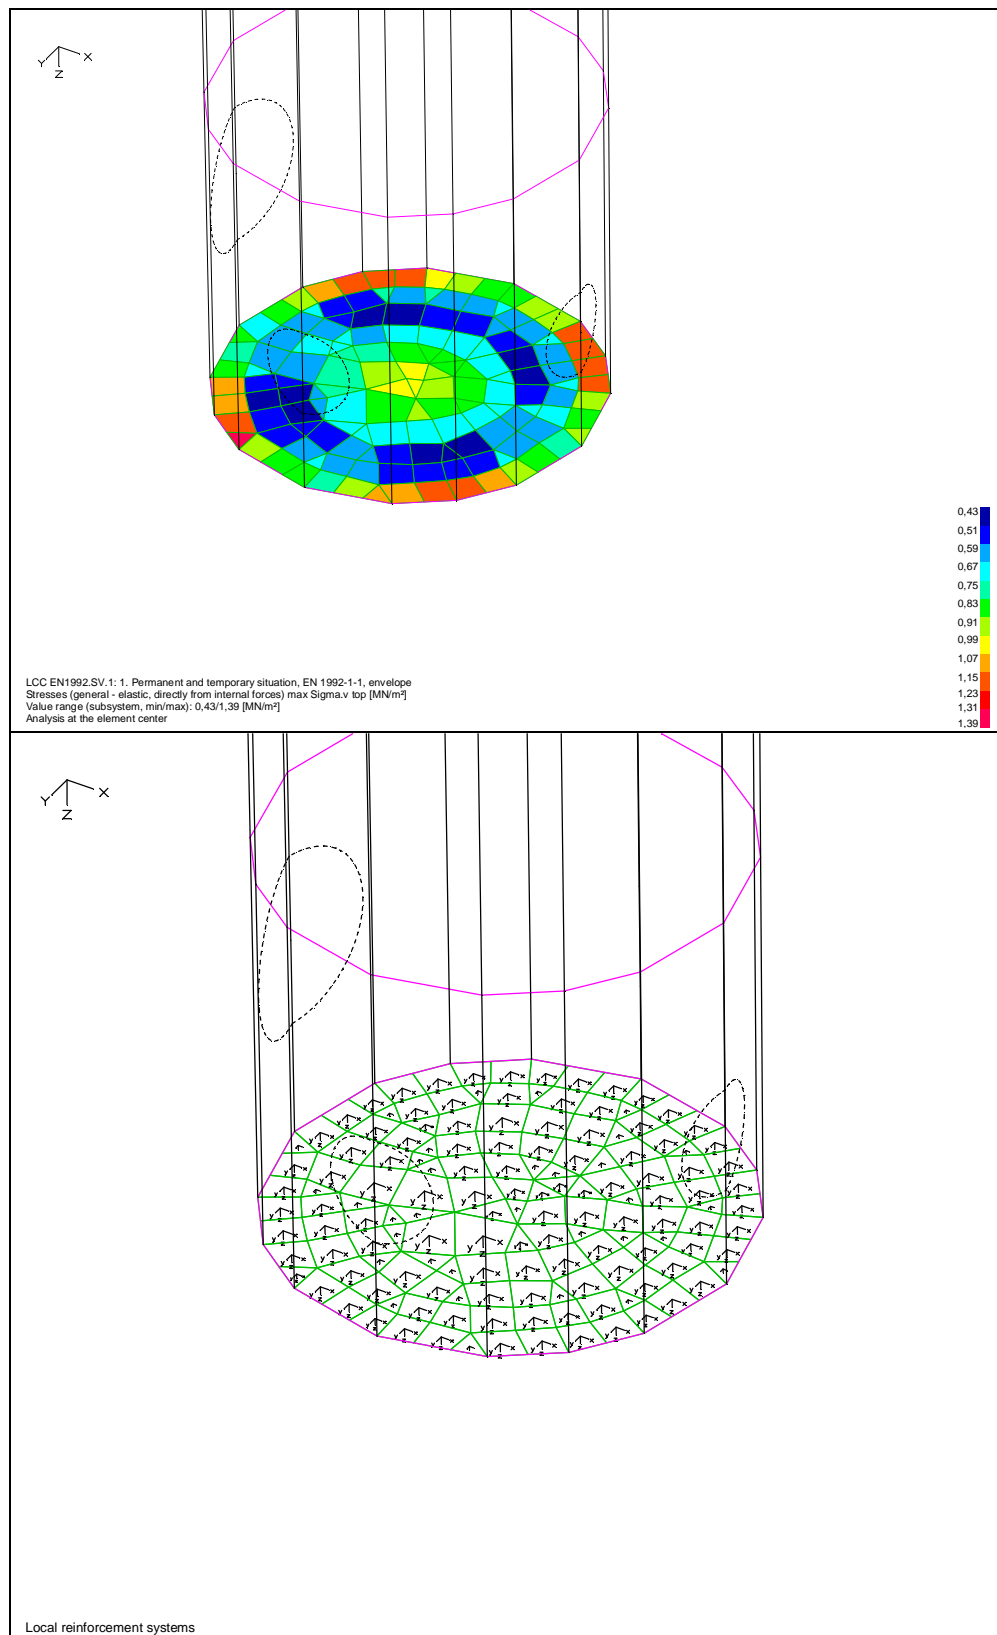 Y X
Z
0,43
0,51
0,59
0,67
0,75
0,83
0,91
0,99
1,07
1,15
1,23
1,31
1,39
LCC EN1992.SV.1: 1. Permanent and temporary situation, EN 1992-1-1, envelope
Stresses (general - elastic, directly from internal forces) max Sigma.v top [MN/m²]
Value range (subsystem, min/max): 0,43/1,39 [MN/m²]
Analysis at the element center
Y X
Z
Local reinforcement systems